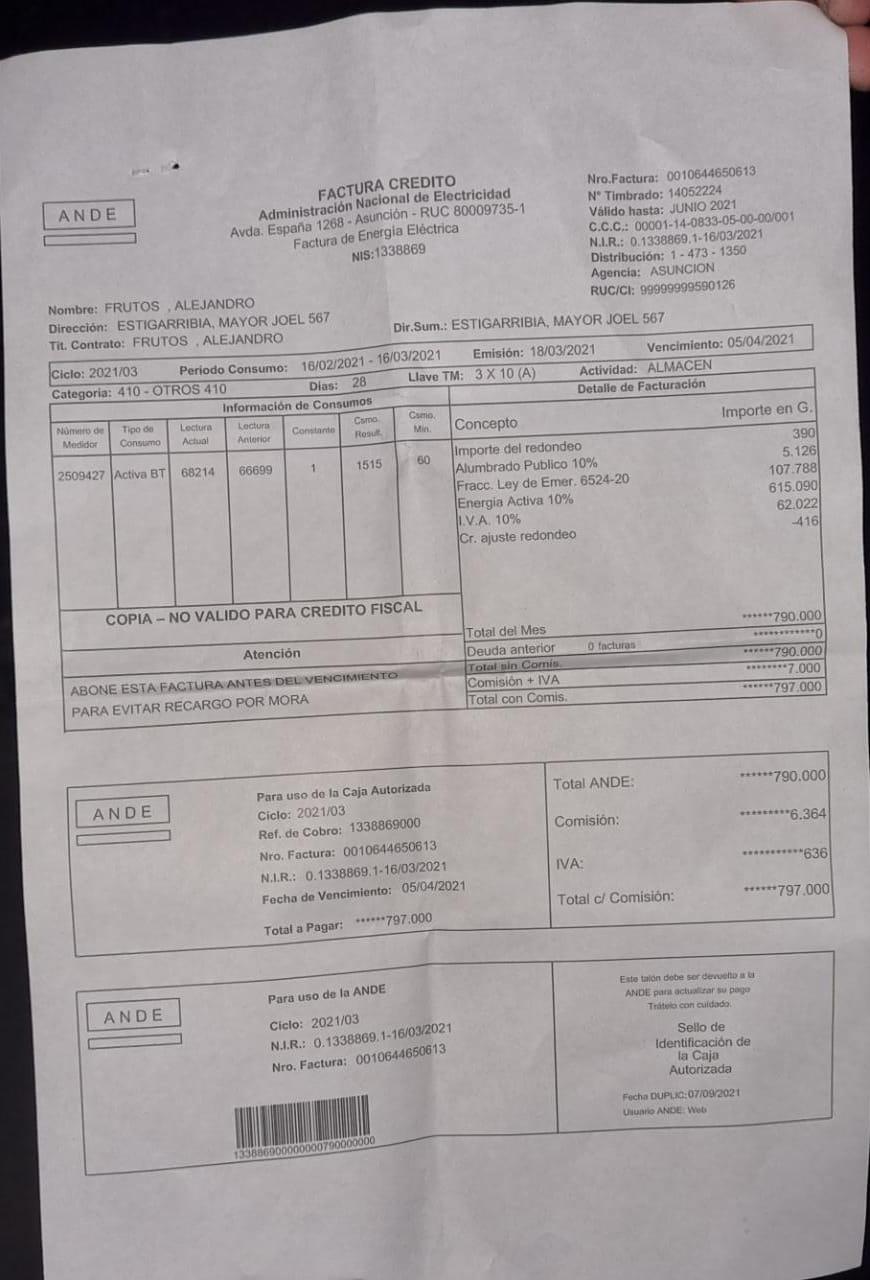 ANDE
FACTURA CREDITO
Administración Nacional de Electricidad
Avda. España 1268 - Asunción - RUC 80009735-1
Factura de Energía Eléctrica
NIS:1338869
Nro.Factura: 0010644650613
N° Timbrado: 14052224
Válido hasta: JUNIO 2021
C.C.C.: 00001-14-0833-05-00-00/001
N.I.R.: 0.1338869.1-16/03/2021
Distribución: 1 - 473 - 1350
Agencia: ASUNCION
RUC/CI: 99999999590126
Nombre: FRUTOS , ALEJANDRO
Dirección: ESTIGARRIBIA, MAYOR JOEL 567
Dir.Sum.: ESTIGARRIBIA, MAYOR JOEL 567
Tit. Contrato: FRUTOS , ALEJANDRO
Ciclo: 2021/03 Periodo Consumo: 16/02/2021 - 16/03/2021 Emisión: 18/03/2021 Vencimiento: 05/04/2021
Categoria: 410 - OTROS 410 Dias: 28 Llave TM: 3 X 10 (A) Actividad: ALMACEN
Información de Consumos
Número de Medidor Tipo de Consumo Lectura Actual Lectura Anterior Constante Csmo. Result. Csmo. Min.
2509427 Activa BT 68214 66699 1 1515 60
Detalle de Facturación
Concepto Importe en G.
Importe del redondeo 390
Alumbrado Publico 10% 5.126
Fracc. Ley de Emer. 6524-20 107.788
Energia Activa 10% 615.090
I.V.A. 10% 62.022
Cr. ajuste redondeo -416
COPIA – NO VALIDO PARA CREDITO FISCAL
Atención
ABONE ESTA FACTURA ANTES DEL VENCIMIENTO
PARA EVITAR RECARGO POR MORA
Total del Mes ******790.000
Deuda anterior 0 facturas ************0
Total sin Comis. ******790.000
Comisión + IVA ********7.000
Total con Comis. ******797.000
ANDE
Para uso de la Caja Autorizada
Ciclo: 2021/03
Ref. de Cobro: 1338869000
Nro. Factura: 0010644650613
N.I.R.: 0.1338869.1-16/03/2021
Fecha de Vencimiento: 05/04/2021
Total a Pagar: ******797.000
Total ANDE: ******790.000
Comisión: *********6.364
IVA: ***********636
Total c/ Comisión: ******797.000
ANDE
Para uso de la ANDE
Ciclo: 2021/03
N.I.R.: 0.1338869.1-16/03/2021
Nro. Factura: 0010644650613
Este talón debe ser devuelto a la
ANDE para actualizar su pago
Trátelo con cuidado.
Sello de
Identificación de
la Caja
Autorizada
Fecha DUPLIC:07/09/2021
Usuario ANDE: Web